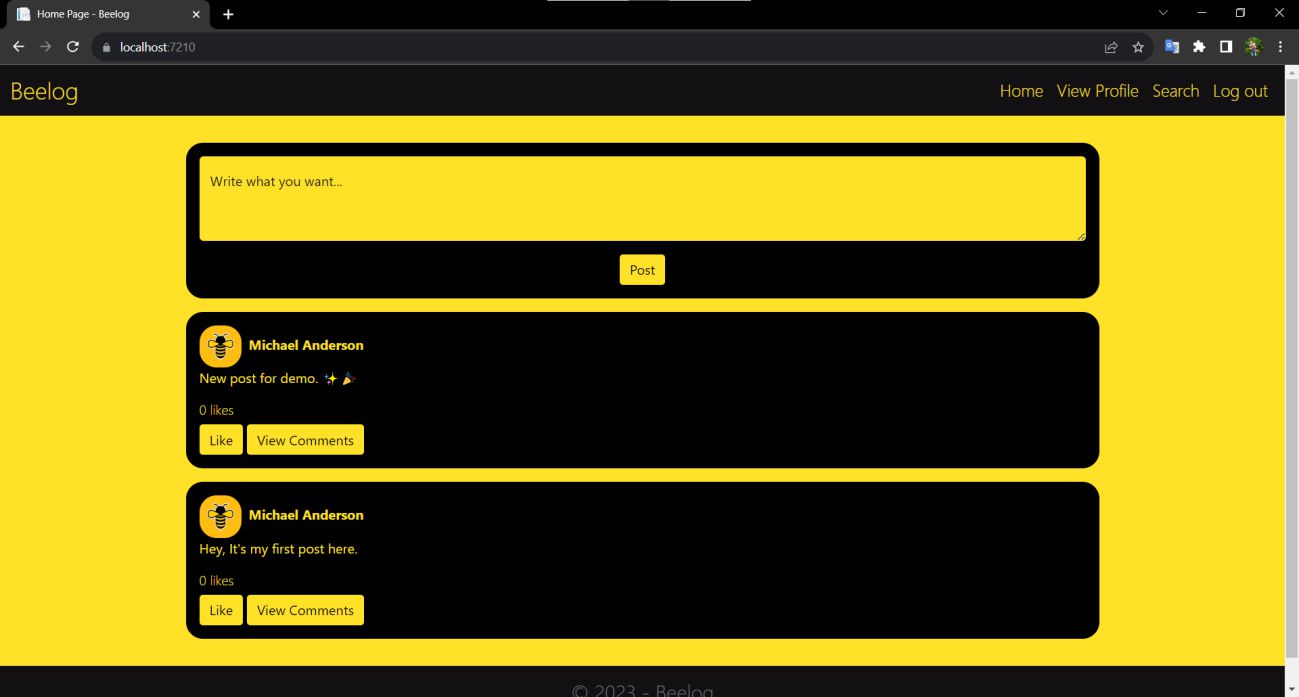 Home Page - Beelog
localhost:7210
Beelog
Home View Profile Search Log out
Write what you want...
Post
Michael Anderson
New post for demo. ✨ 🎉
0 likes
Like View Comments
Michael Anderson
Hey, It's my first post here.
0 likes
Like View Comments
© 2023 - Beelog